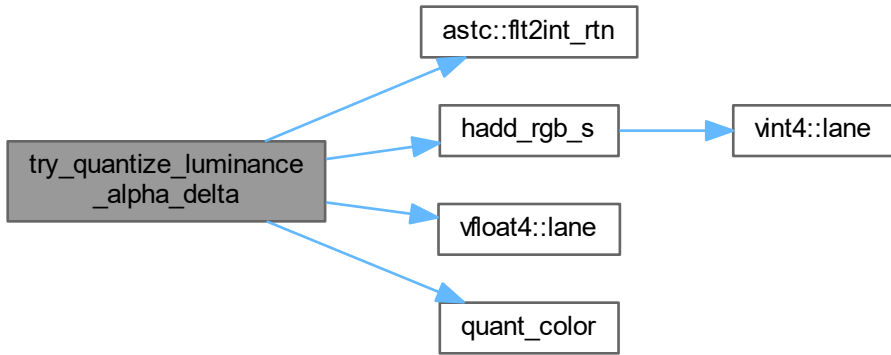 try_quantize_luminance
_alpha_delta
astc::flt2int_rtn
hadd_rgb_s
vint4::lane
vfloat4::lane
quant_color